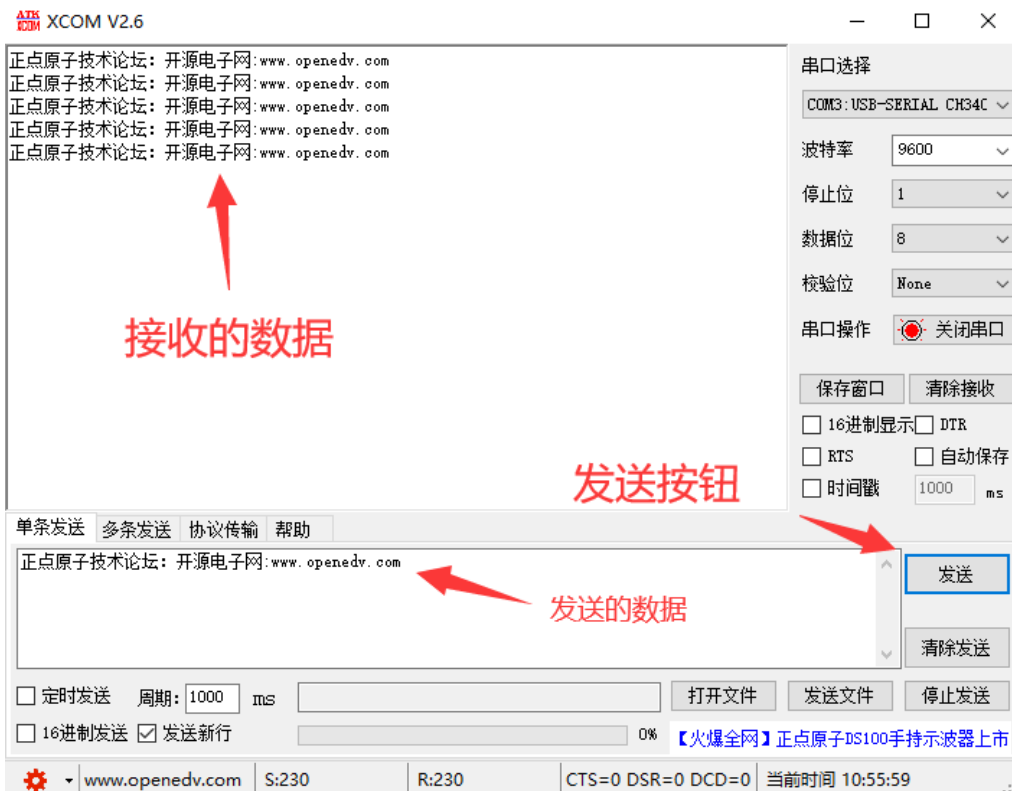 ATK XCOM XCOM V2.6
正点原子技术论坛：开源电子网:www.openedv.com
正点原子技术论坛：开源电子网:www.openedv.com
正点原子技术论坛：开源电子网:www.openedv.com
正点原子技术论坛：开源电子网:www.openedv.com
正点原子技术论坛：开源电子网:www.openedv.com
接收的数据
串口选择
COM3:USB-SERIAL CH34C
波特率 9600
停止位 1
数据位 8
校验位 None
串口操作 关闭串口
保存窗口 清除接收
16进制显示 DTR
RTS 自动保存
时间戳 1000 ms
发送按钮
单条发送 多条发送 协议传输 帮助
正点原子技术论坛：开源电子网:www.openedv.com
发送的数据
发送
清除发送
定时发送 周期: 1000 ms 打开文件 发送文件 停止发送
16进制发送 发送新行 0% 【火爆全网】正点原子DS100手持示波器上市
www.openedv.com S:230 R:230 CTS=0 DSR=0 DCD=0 当前时间 10:55:59